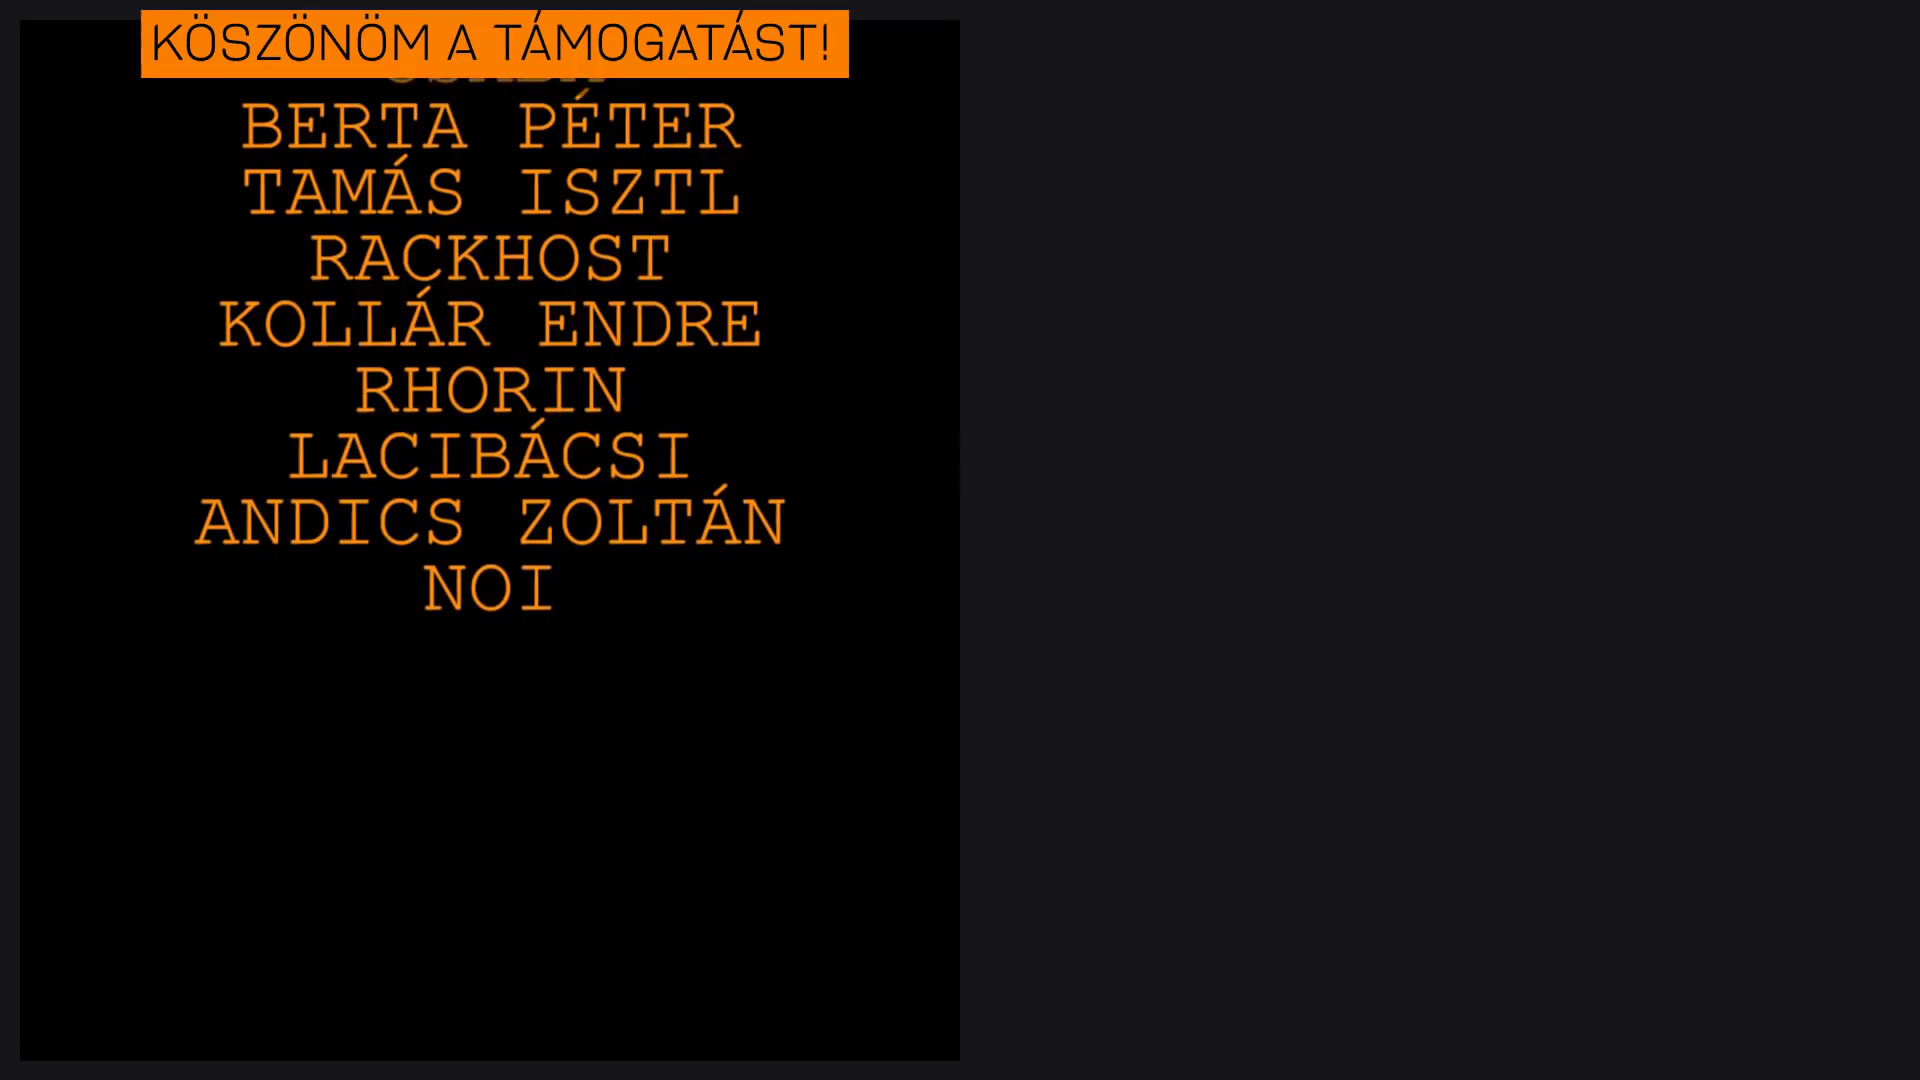 KÖSZÖNÖM A TÁMOGATÁST!
BERTA PÉTER
TAMÁS ISZTL
RACKHOST
KOLLÁR ENDRE
RHORIN
LACIBÁCSI
ANDICS ZOLTÁN
NOI